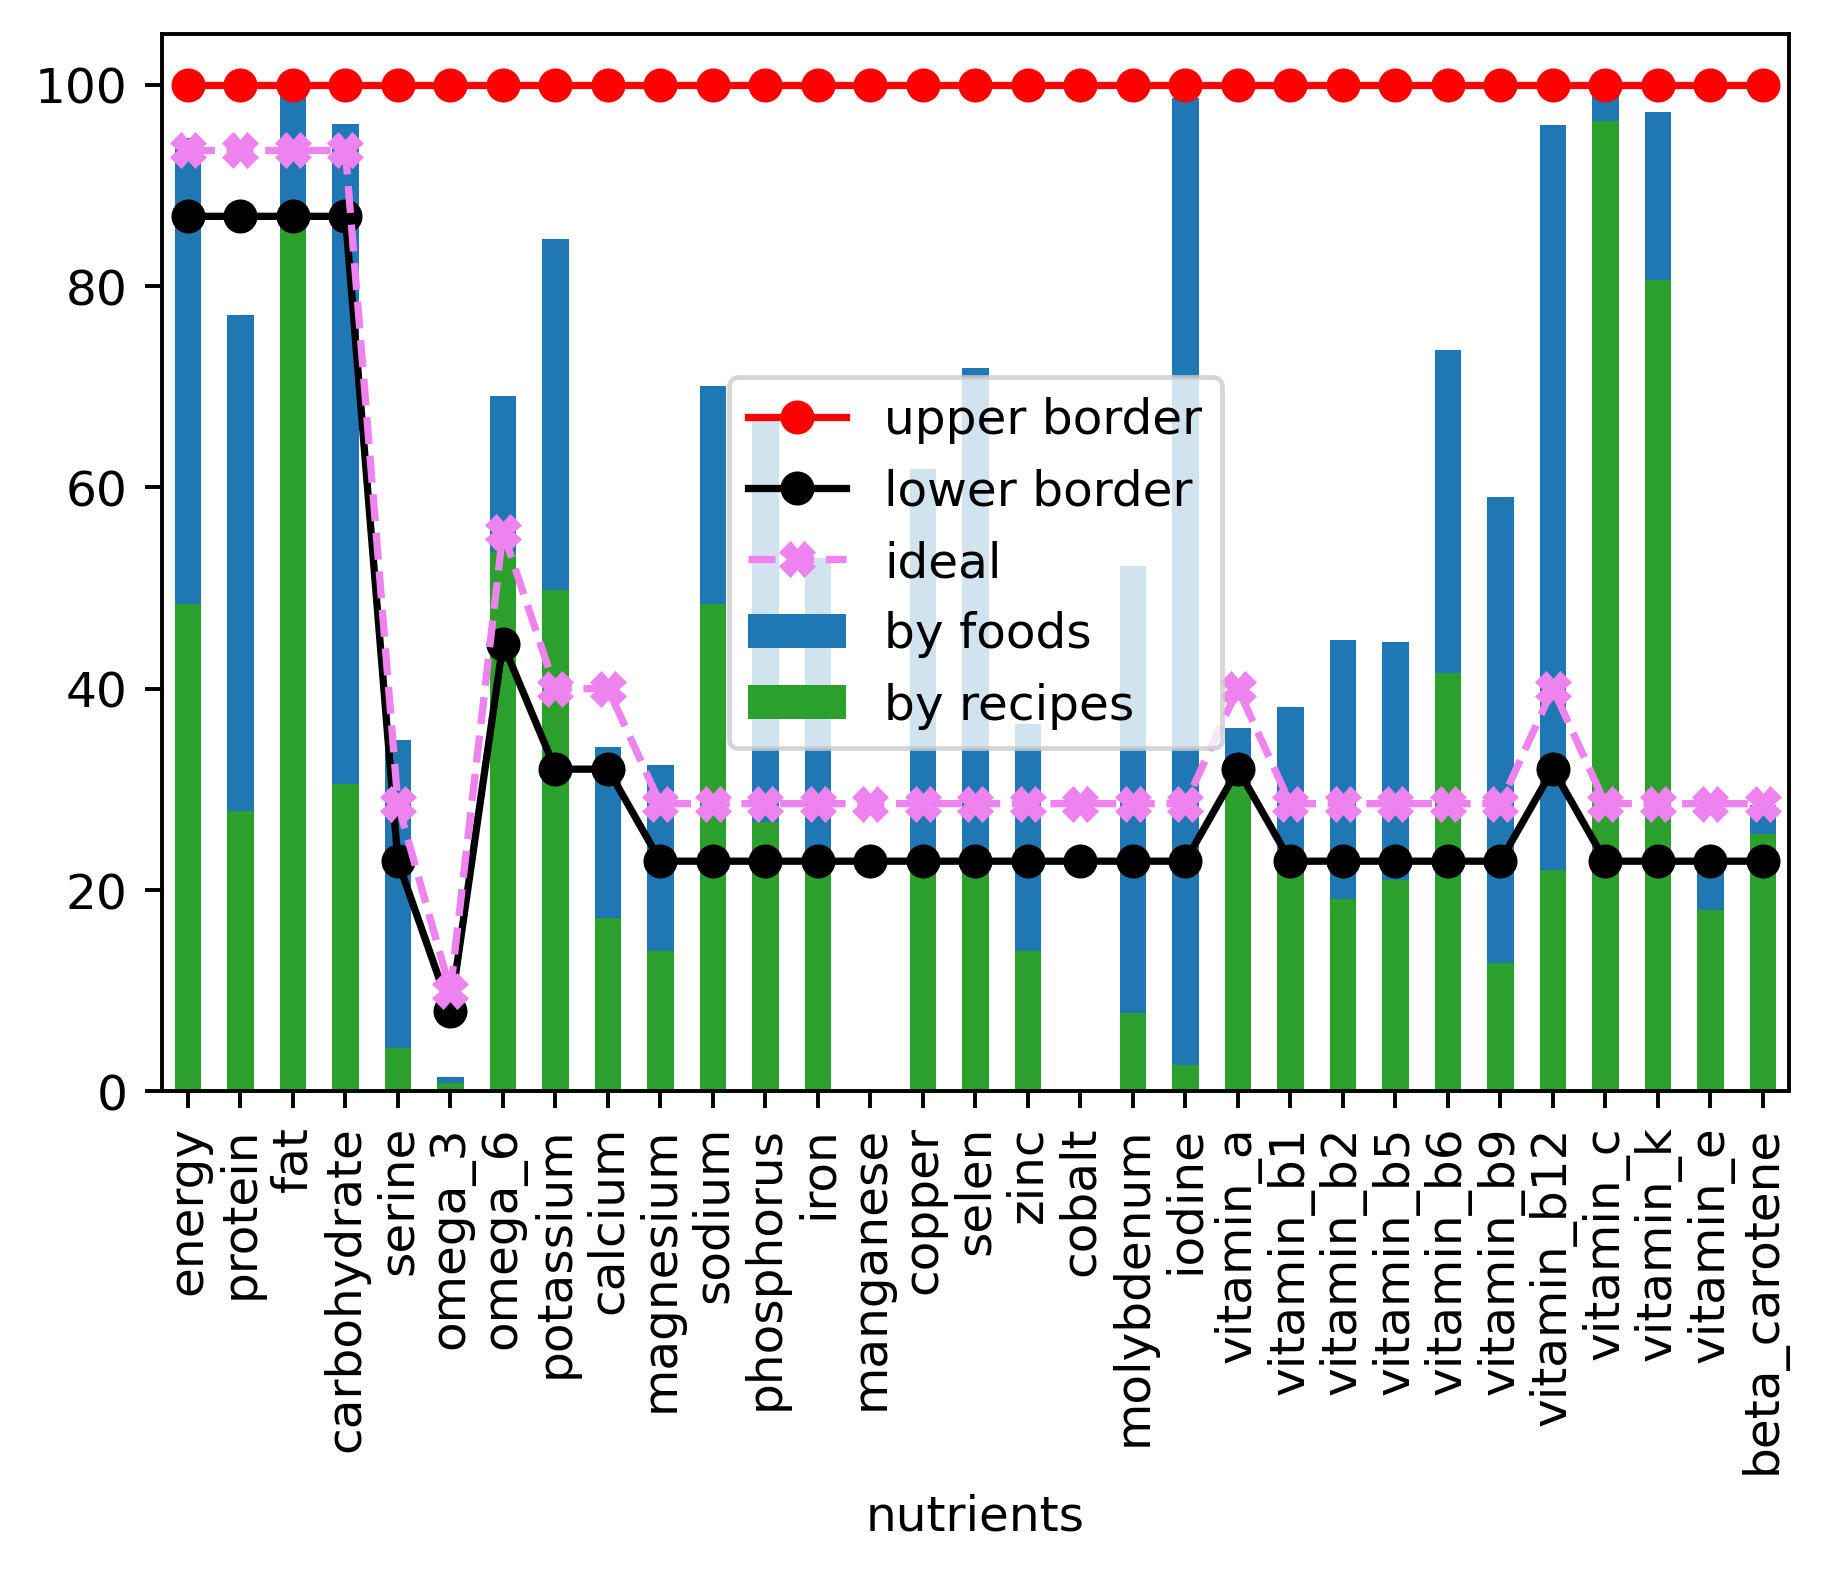 100
80
60
40
20
0
upper border
lower border
ideal
by foods
by recipes
energy
protein
fat
carbohydrate
serine
omega_3
omega_6
potassium
calcium
magnesium
sodium
phosphorus
iron
manganese
copper
selen
zinc
cobalt
molybdenum
iodine
vitamin_a
vitamin_b1
vitamin_b2
vitamin_b5
vitamin_b6
vitamin_b9
vitamin_b12
vitamin_c
vitamin_k
vitamin_e
beta_carotene
nutrients